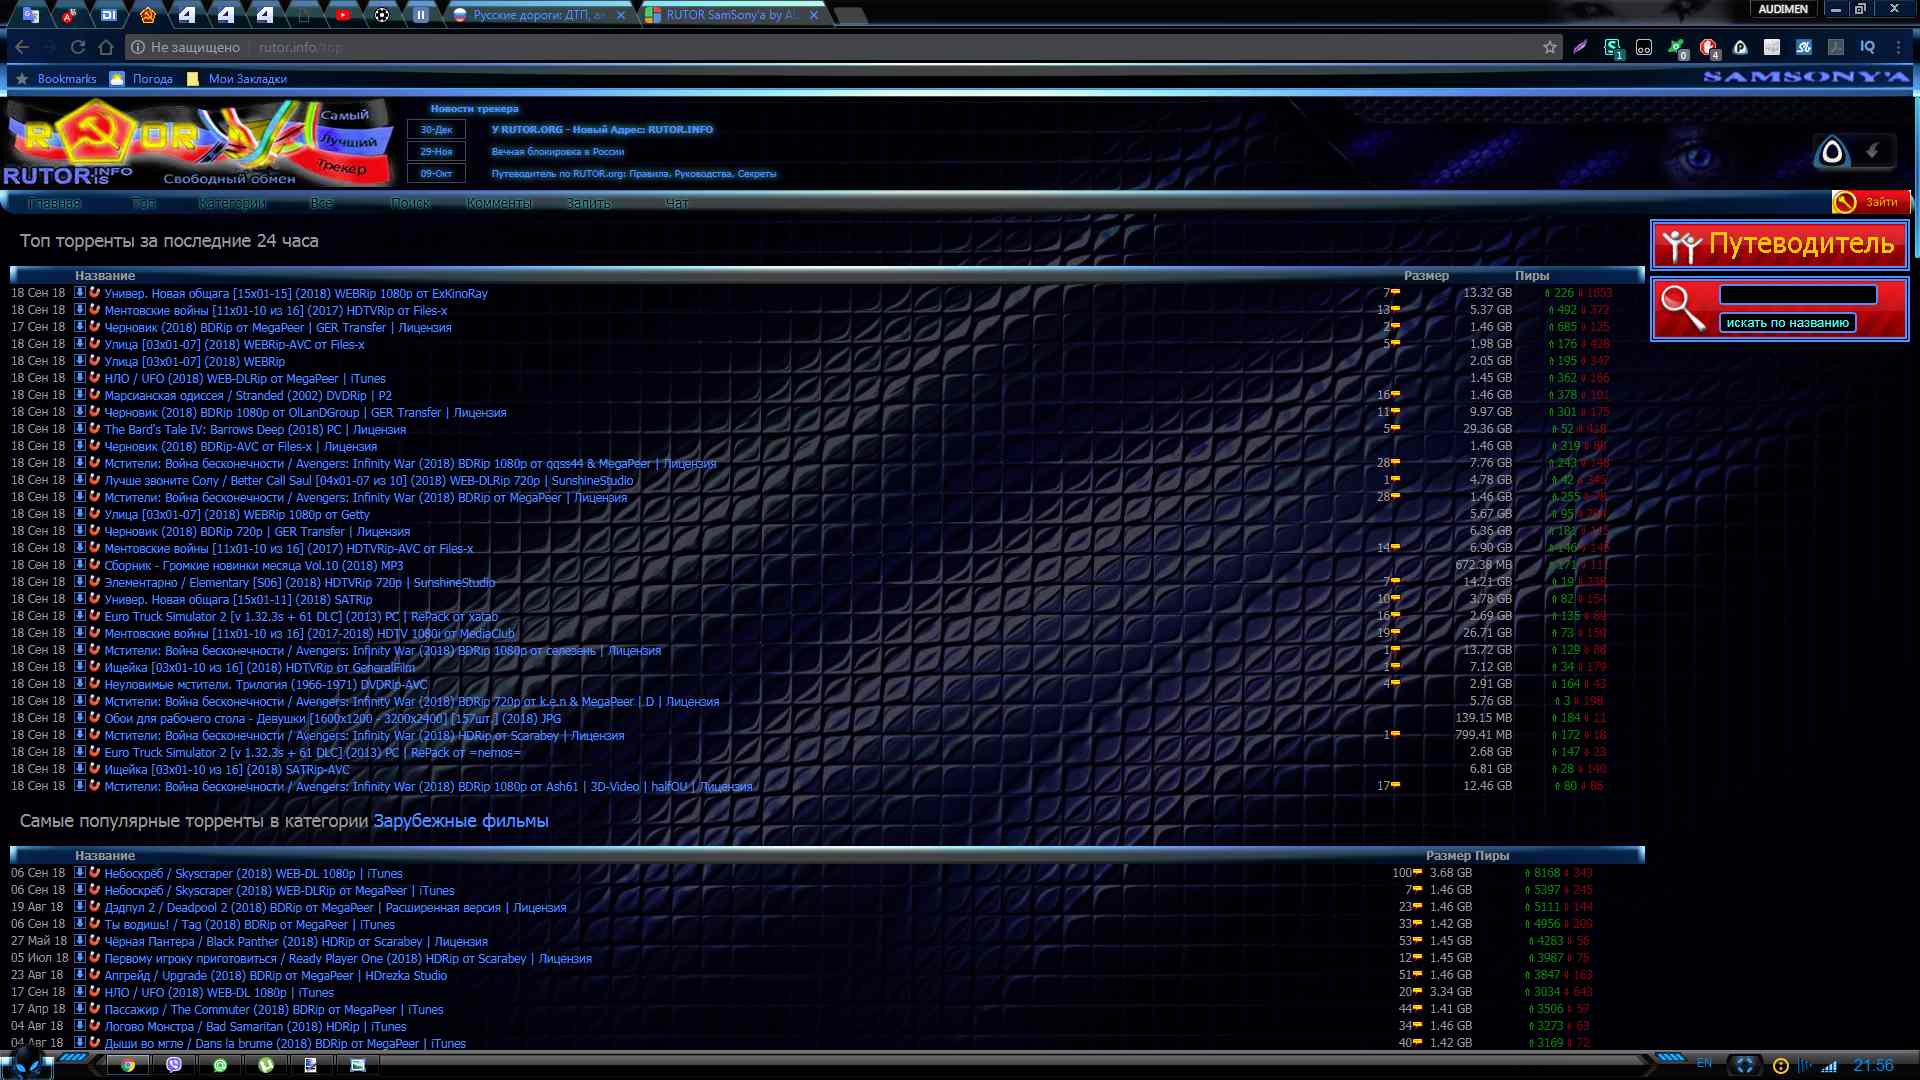 Русские дороги: ДТП, а
RUTOR SamSony'a by Al
AUDIMEN
Не защищено rutor.info/top
IQ
Bookmarks Погода Мои Закладки
SAMSONY'A
Самый
Лучший
Трекер
RUTOR
INFO
is
Свободный обмен
Новости трекера
30-Дек У RUTOR.ORG - Новый Адрес: RUTOR.INFO
29-Ноя Вечная блокировка в России
09-Окт Путеводитель по RUTOR.org: Правила, Руководства, Секреты
Главная Топ Категории Всё Поиск Комменты Залить Чат
Зайти
Путеводитель
искать по названию
Топ торренты за последние 24 часа
Название Размер Пиры
18 Сен 18 Универ. Новая общага [15x01-15] (2018) WEBRip 1080p от ExKinoRay 7 13.32 GB 226 1653
18 Сен 18 Ментовские войны [11x01-10 из 16] (2017) HDTVRip от Files-x 13 5.37 GB 492 372
17 Сен 18 Черновик (2018) BDRip от MegaPeer | GER Transfer | Лицензия 2 1.46 GB 685 125
18 Сен 18 Улица [03x01-07] (2018) WEBRip-AVC от Files-x 5 1.98 GB 176 428
18 Сен 18 Улица [03x01-07] (2018) WEBRip 2.05 GB 195 347
18 Сен 18 НЛО / UFO (2018) WEB-DLRip от MegaPeer | iTunes 1.45 GB 362 166
18 Сен 18 Марсианская одиссея / Stranded (2002) DVDRip | P2 16 1.46 GB 378 101
18 Сен 18 Черновик (2018) BDRip 1080p от OlLanDGroup | GER Transfer | Лицензия 11 9.97 GB 301 175
18 Сен 18 The Bard's Tale IV: Barrows Deep (2018) PC | Лицензия 5 29.36 GB 52 418
18 Сен 18 Черновик (2018) BDRip-AVC от Files-x | Лицензия 1.46 GB 319 88
18 Сен 18 Мстители: Война бесконечности / Avengers: Infinity War (2018) BDRip 1080p от qqss44 & MegaPeer | Лицензия 28 7.76 GB 243 148
18 Сен 18 Лучше звоните Солу / Better Call Saul [04x01-07 из 10] (2018) WEB-DLRip 720p | SunshineStudio 1 4.78 GB 42 345
18 Сен 18 Мстители: Война бесконечности / Avengers: Infinity War (2018) BDRip от MegaPeer | Лицензия 28 1.46 GB 255 78
18 Сен 18 Улица [03x01-07] (2018) WEBRip 1080p от Getty 5.67 GB 95
18 Сен 18 Черновик (2018) BDRip 720p | GER Transfer | Лицензия 6.36 GB 181
18 Сен 18 Ментовские войны [11x01-10 из 16] (2017) HDTVRip-AVC от Files-x 14 6.90 GB 146 145
18 Сен 18 Сборник - Громкие новинки месяца Vol.10 (2018) MP3 672.38 MB 171 111
18 Сен 18 Элементарно / Elementary [S06] (2018) HDTVRip 720p | SunshineStudio 7 14.21 GB 19 238
18 Сен 18 Универ. Новая общага [15x01-11] (2018) SATRip 10 3.78 GB 82 154
18 Сен 18 Euro Truck Simulator 2 [v 1.32.3s + 61 DLC] (2013) PC | RePack от xatab 16 2.69 GB 135 69
18 Сен 18 Ментовские войны [11x01-10 из 16] (2017-2018) HDTV 1080i от MediaClub 19 26.71 GB 73 150
18 Сен 18 Мстители: Война бесконечности / Avengers: Infinity War (2018) BDRip 1080p от селезень | Лицензия 1 13.72 GB 129 86
18 Сен 18 Ищейка [03x01-10 из 16] (2018) HDTVRip от GeneralFilm 1 7.12 GB 34 179
18 Сен 18 Неуловимые мстители. Трилогия (1966-1971) DVDRip-AVC 4 2.91 GB 164 43
18 Сен 18 Мстители: Война бесконечности / Avengers: Infinity War (2018) BDRip 720p от k.e.n & MegaPeer | D | Лицензия 5.76 GB 3 198
18 Сен 18 Обои для рабочего стола - Девушки [1600x1200 - 3200x2400] [157шт.] (2018) JPG 139.15 MB 184 11
18 Сен 18 Мстители: Война бесконечности / Avengers: Infinity War (2018) HDRip от Scarabey | Лицензия 1 799.41 MB 172 18
18 Сен 18 Euro Truck Simulator 2 [v 1.32.3s + 61 DLC] (2013) PC | RePack от =nemos= 2.68 GB 147 23
18 Сен 18 Ищейка [03x01-10 из 16] (2018) SATRip-AVC 6.81 GB 28 140
18 Сен 18 Мстители: Война бесконечности / Avengers: Infinity War (2018) BDRip 1080p от Ash61 | 3D-Video | halfOU | Лицензия 17 12.46 GB 80 86
Самые популярные торренты в категории Зарубежные фильмы
Название Размер Пиры
06 Сен 18 Небоскрёб / Skyscraper (2018) WEB-DL 1080p | iTunes 100 3.68 GB 8168 343
06 Сен 18 Небоскрёб / Skyscraper (2018) WEB-DLRip от MegaPeer | iTunes 7 1.46 GB 5397 245
19 Авг 18 Дэдпул 2 / Deadpool 2 (2018) BDRip от MegaPeer | Расширенная версия | Лицензия 23 1.46 GB 5111 144
06 Сен 18 Ты водишь! / Tag (2018) BDRip от MegaPeer | iTunes 33 1.42 GB 4956 209
27 Май 18 Чёрная Пантера / Black Panther (2018) HDRip от Scarabey | Лицензия 53 1.45 GB 4283 56
05 Июл 18 Первому игроку приготовиться / Ready Player One (2018) HDRip от Scarabey | Лицензия 12 1.45 GB 3987 75
23 Авг 18 Апгрейд / Upgrade (2018) BDRip от MegaPeer | HDrezka Studio 51 1.46 GB 3847 163
17 Сен 18 НЛО / UFO (2018) WEB-DL 1080p | iTunes 20 3.34 GB 3034 643
17 Апр 18 Пассажир / The Commuter (2018) BDRip от MegaPeer | iTunes 44 1.41 GB 3506 57
04 Авг 18 Логово Монстра / Bad Samaritan (2018) HDRip | iTunes 34 1.46 GB 3273 63
04 Авг 18 Дыши во мгле / Dans la brume (2018) BDRip от MegaPeer | iTunes 40 1.42 GB 3169 72
EN 21:56